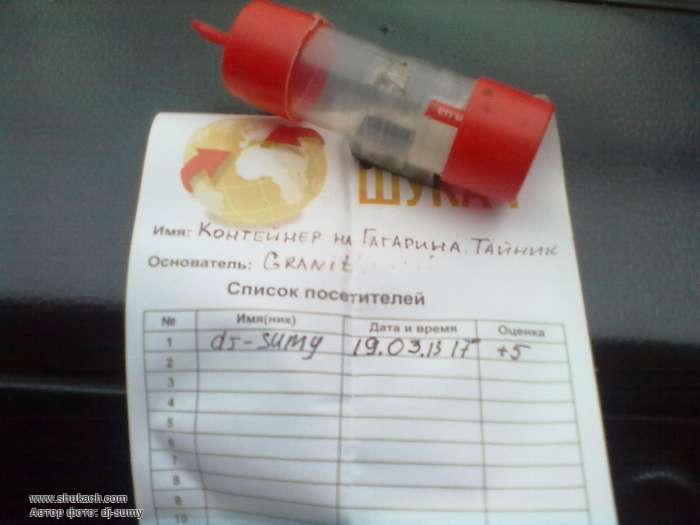 n.ua
ШУКАЧ
Имя: КОНТЕЙНЕР НА ГАГАРИНА. ТАЙНИК
Основатель: GRANIT
Список посетителей
№ Имя(ник) Дата и время Оценка
1 dj-sumy 19.03.13 17 +5
2
3
4
5
6
7
8
9
10
www.shukach.com
Автор фото: dj-sumy